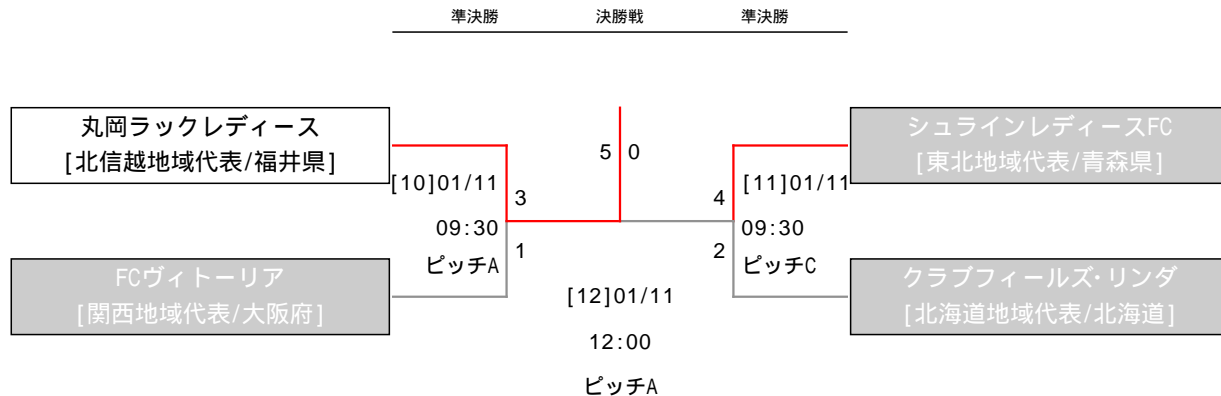 準決勝 決勝戦 準決勝
丸岡ラックレディース
[北信越地域代表/福井県]
シュラインレディースFC
[東北地域代表/青森県]
5 0
[10]01/11
3
09:30
1
ピッチA
4
[11]01/11
09:30
2
ピッチC
FCヴィトーリア
[関西地域代表/大阪府]
クラブフィールズ・リンダ
[北海道地域代表/北海道]
[12]01/11
12:00
ピッチA